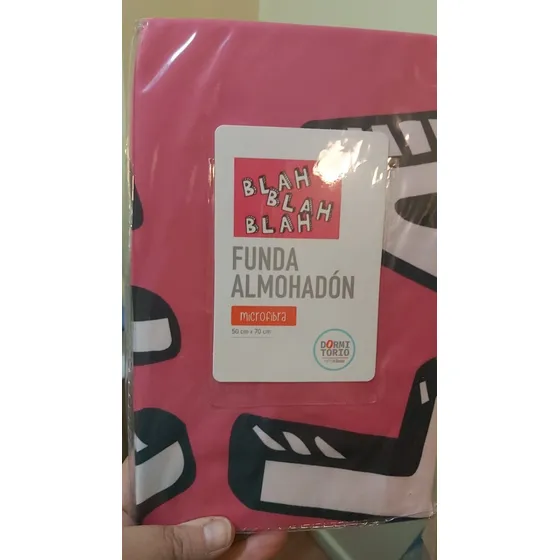 BLAH
BLAH
BLAH
FUNDA
ALMOHADÓN
microfibra
50 cm x 70 cm
DORMI
TORIO